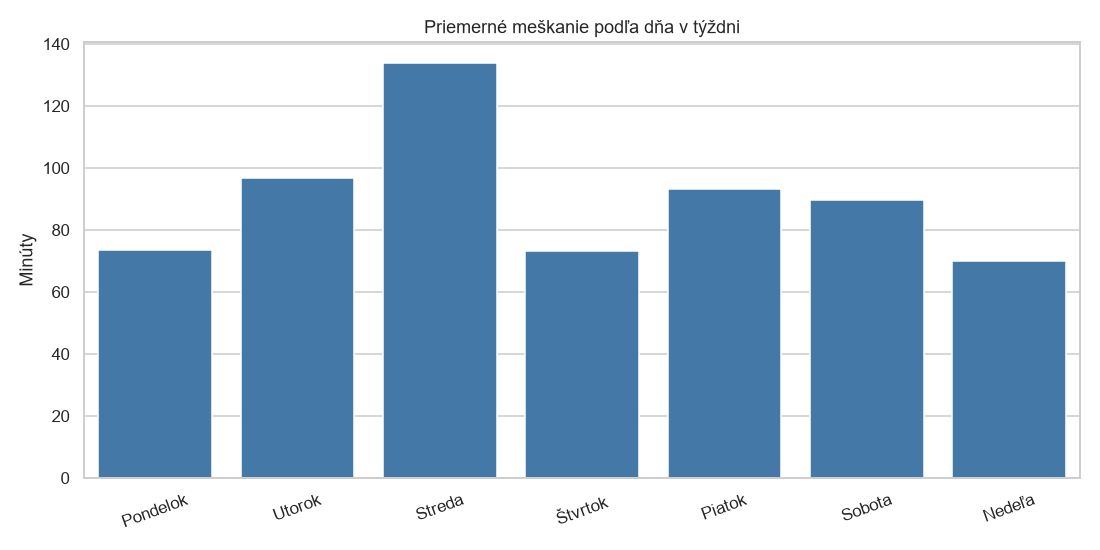 Priemerné meškanie podľa dňa v týždni
Minúty
140
120
100
80
60
40
20
0
Pondelok
Utorok
Streda
Štvrtok
Piatok
Sobota
Nedeľa